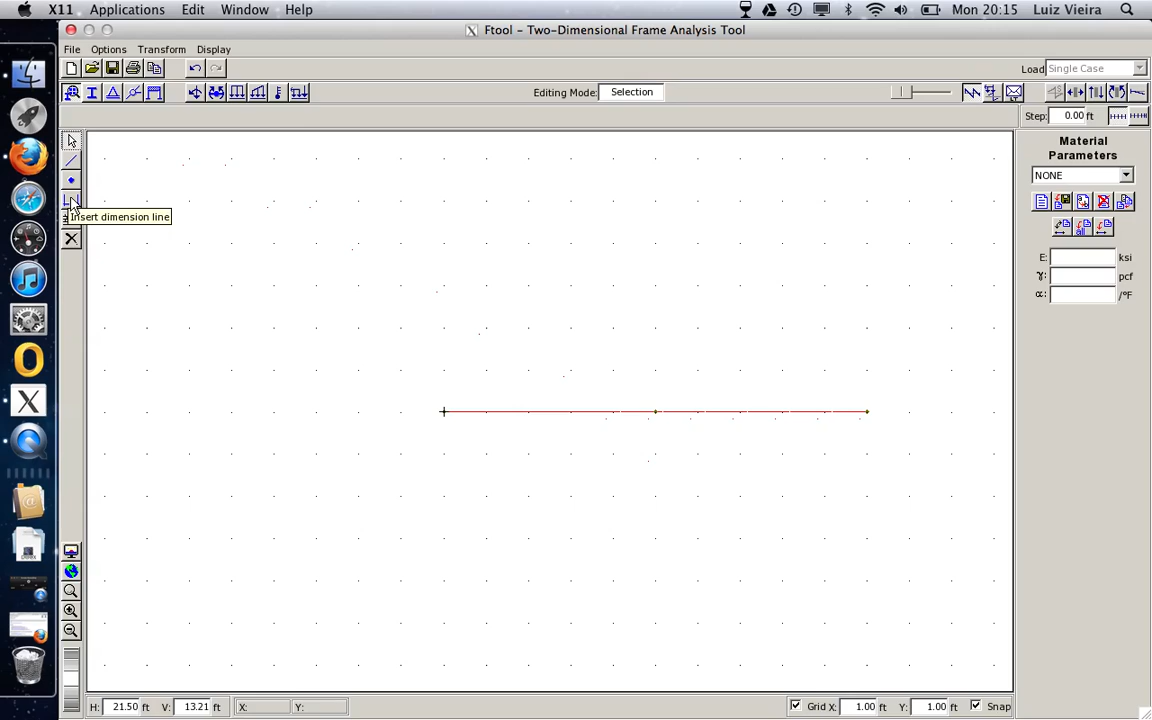 X11 Applications Edit Window Help Mon 20:15 Luiz Vieira
Ftool - Two-Dimensional Frame Analysis Tool
File Options Transform Display
Load Single Case
Editing Mode: Selection
Step: 0.00 ft
Material Parameters
NONE
Insert dimension line
E: ksi
γ: pcf
α: /°F
H: 21.50 ft V: 13.21 ft X: Y: Grid X: 1.00 ft Y: 1.00 ft Snap